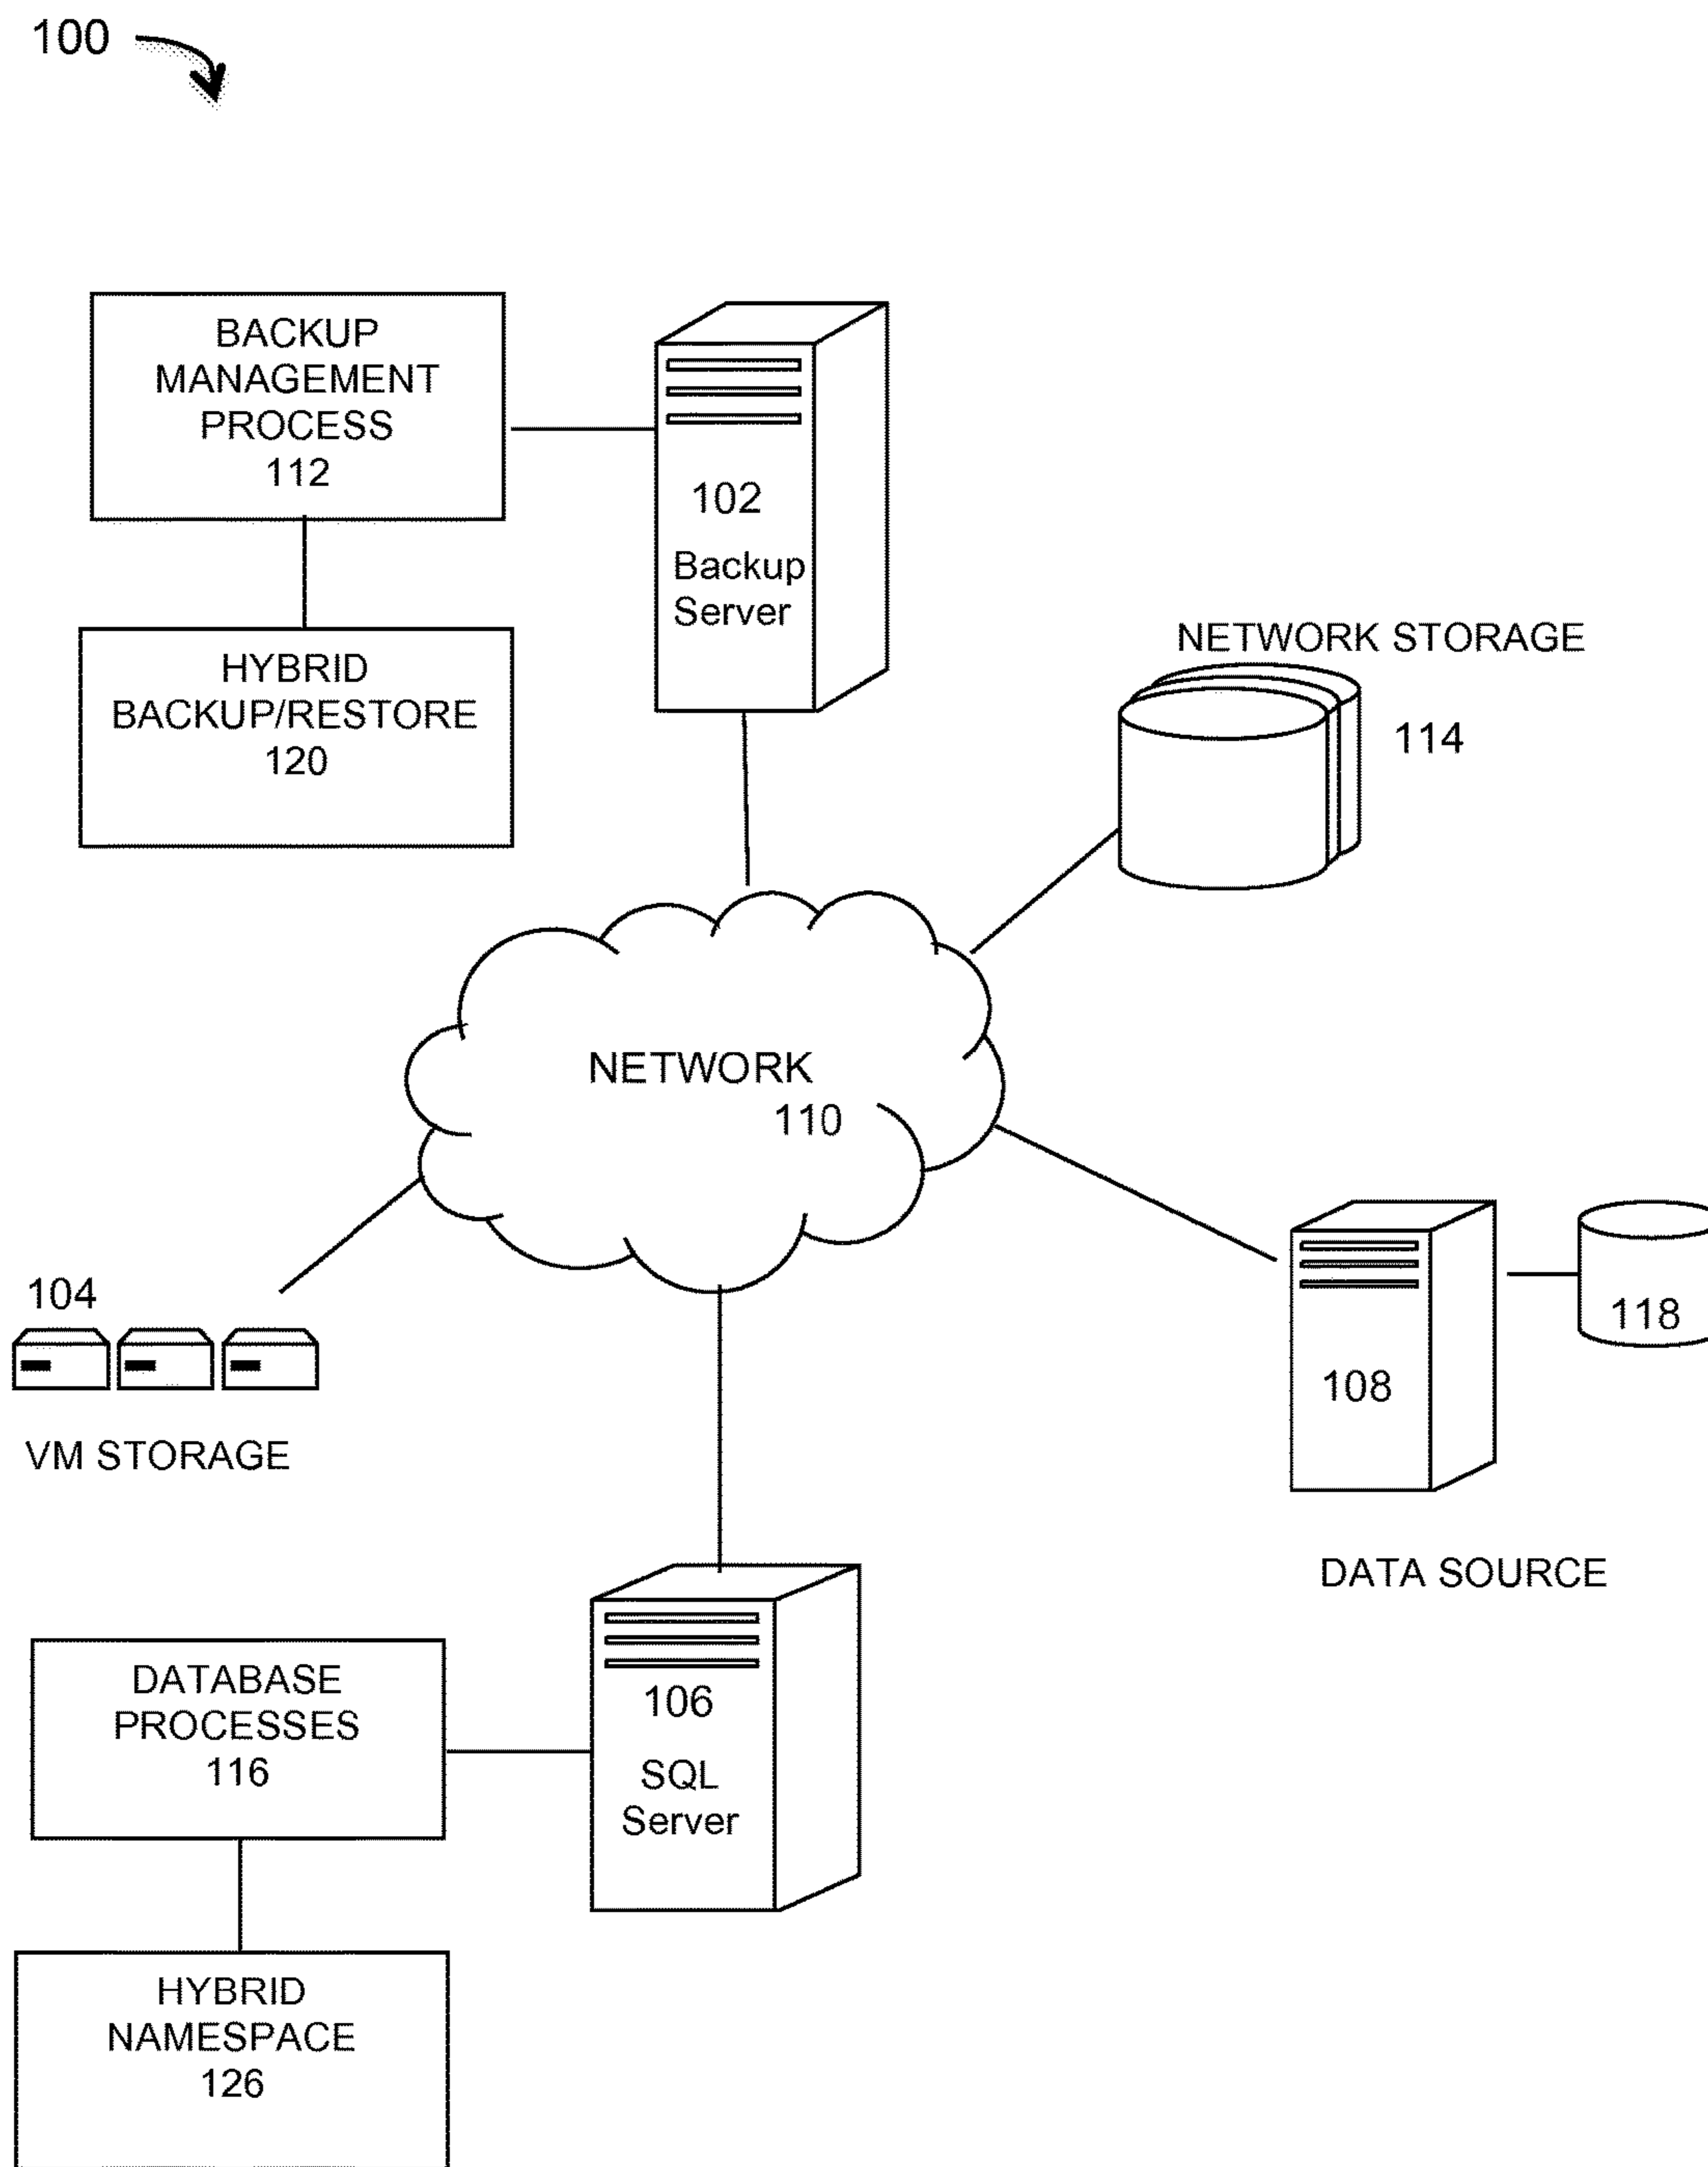 100
BACKUP
MANAGEMENT
PROCESS
112
102
Backup
Server
HYBRID
BACKUP/RESTORE
120
NETWORK STORAGE
114
NETWORK
110
104
VM STORAGE
118
108
DATA SOURCE
DATABASE
PROCESSES
116
106
SQL
Server
HYBRID
NAMESPACE
126